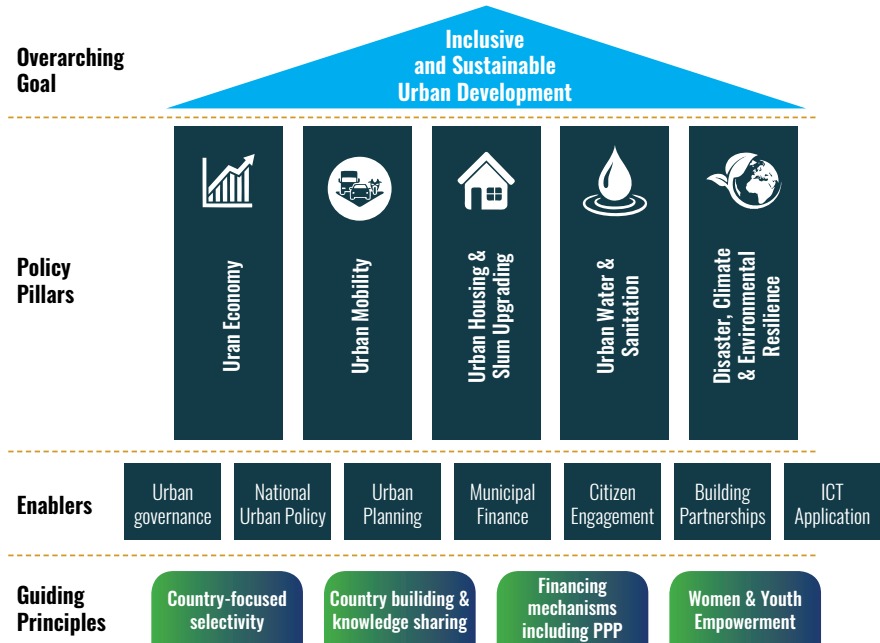 Overarching
Goal
Inclusive
and Sustainable
Urban Development
Policy
Pillars
Uran Economy
Urban Mobility
Urban Housing &
Slum Upgrading
Urban Water &
Sanitation
Disaster, Climate
& Environmental
Resilience
Enablers
Urban
governance
National
Urban Policy
Urban
Planning
Municipal
Finance
Citizen
Engagement
Building
Partnerships
ICT
Application
Guiding
Principles
Country-focused
selectivity
Country builiding &
knowledge sharing
Financing
mechanisms
including PPP
Women & Youth
Empowerment